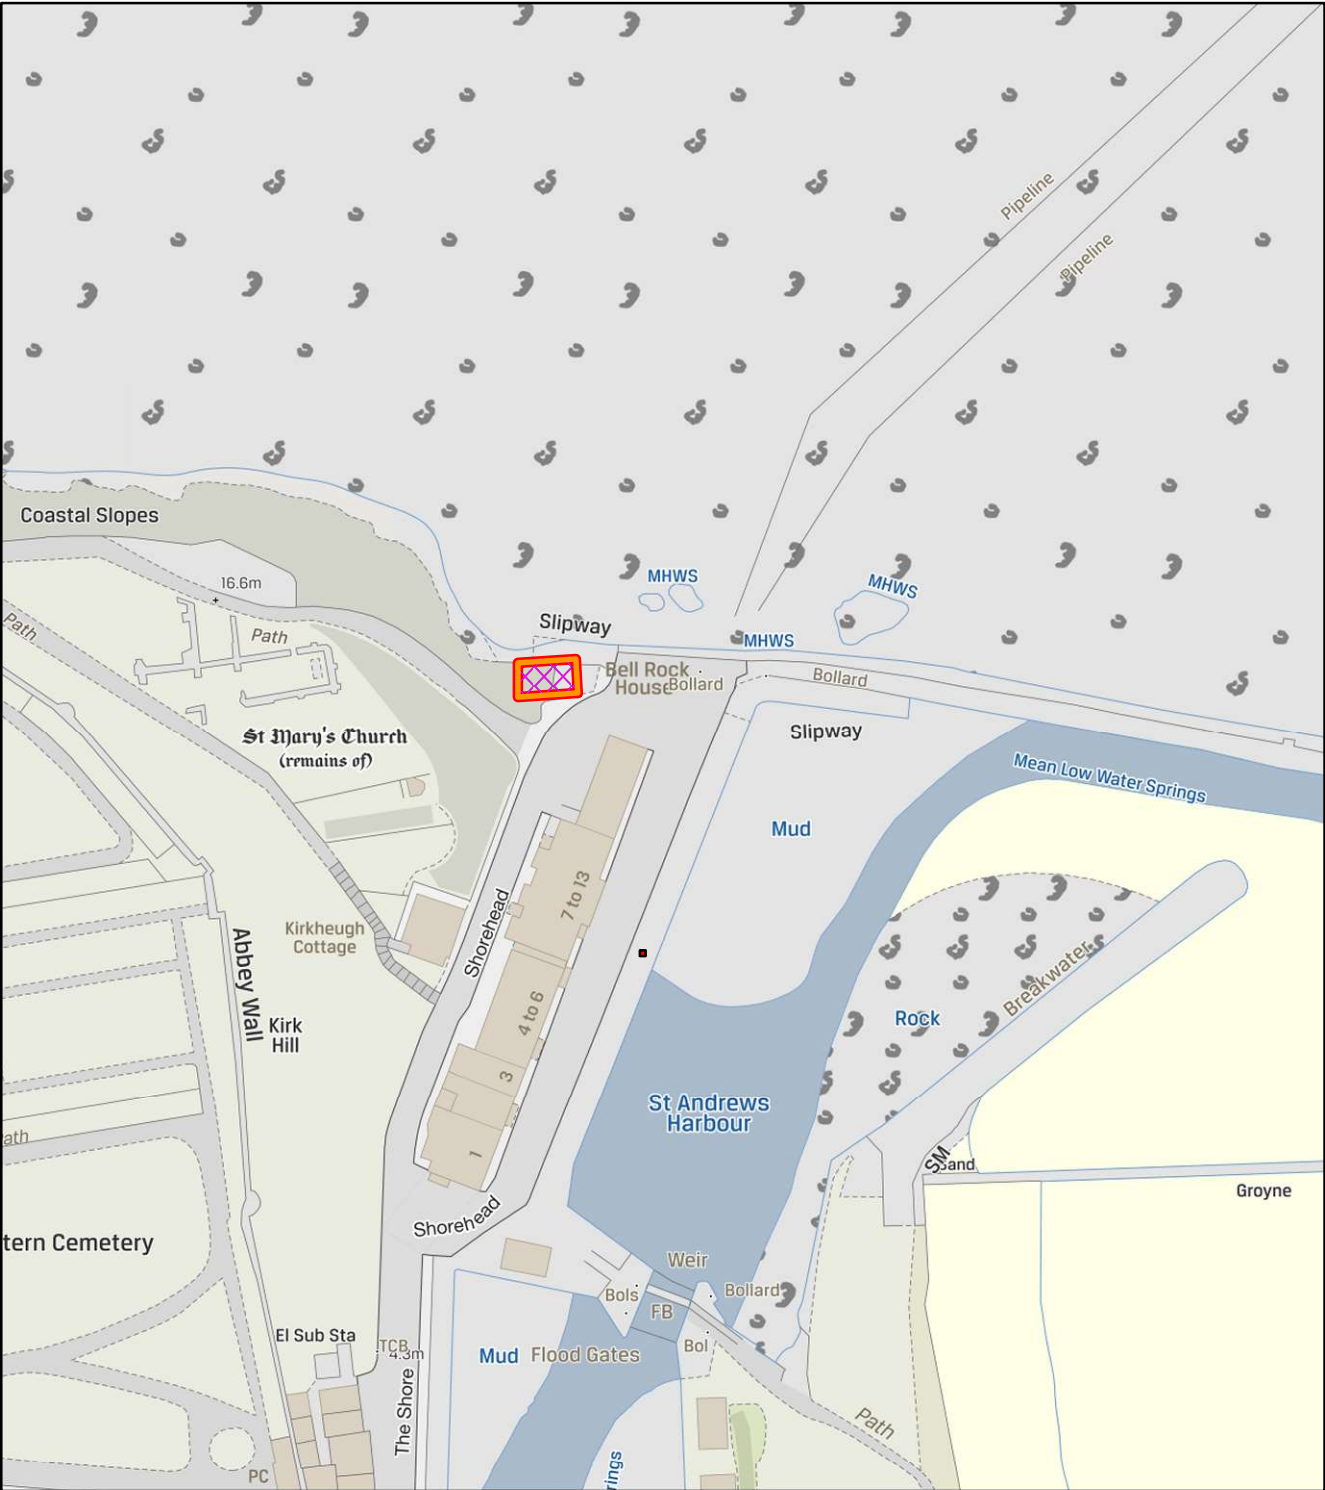 Pipeline
Pipeline
Coastal Slopes
16.6m
MHWS
MHWS
Path
Path
Slipway
MHWS
Bell Rock
House
Bollard
Bollard
St Mary's Church
(remains of)
Slipway
Mean Low Water Springs
Mud
7 to 13
Shorehead
Kirkheugh
Cottage
Abbey Wall
Breakwater
4 to 6
Rock
Kirk
Hill
3
St Andrews
Harbour
ath
1
SM
Sand
Groyne
Shorehead
tern Cemetery
Weir
Bols
Bollard
FB
El Sub Sta
TCB
4.3m
Mud
Flood Gates
Bol
The Shore
Path
PC
rings